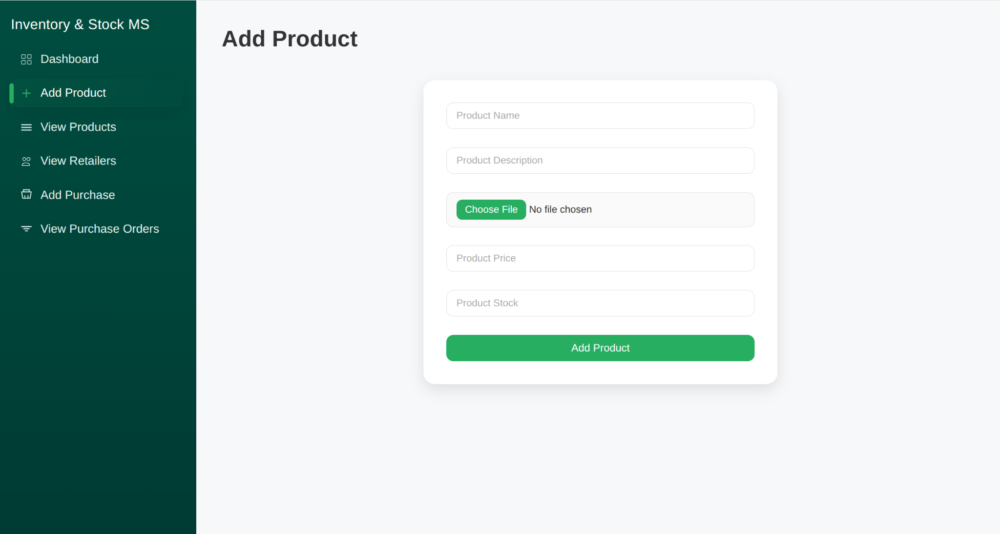 Inventory & Stock MS
Dashboard
Add Product
View Products
View Retailers
Add Purchase
View Purchase Orders
Add Product
Product Name
Product Description
Choose File No file chosen
Product Price
Product Stock
Add Product